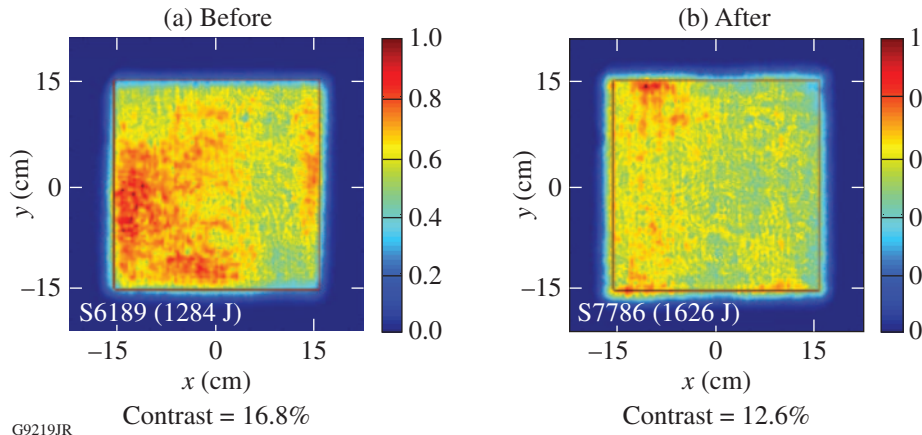 (a) Before
(b) After
15
0
−15
y (cm)
S6189 (1284 J)
−15 0 15
x (cm)
1.0
0.8
0.6
0.4
0.2
0.0
Contrast = 16.8%
15
0
−15
y (cm)
S7786 (1626 J)
−15 0 15
x (cm)
1
0
0
0
0
0
Contrast = 12.6%
G9219JR